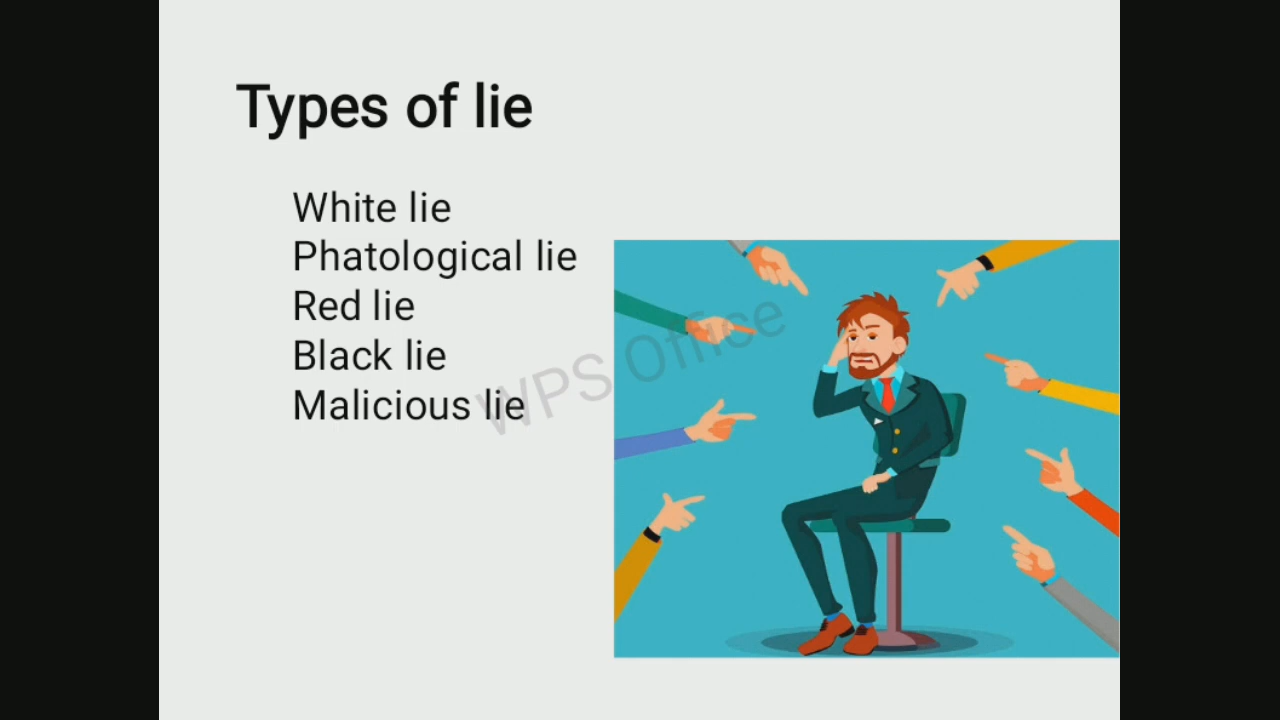 Types of lie
White lie
Phatological lie
Red lie
Black lie
Malicious lie
WPS Office